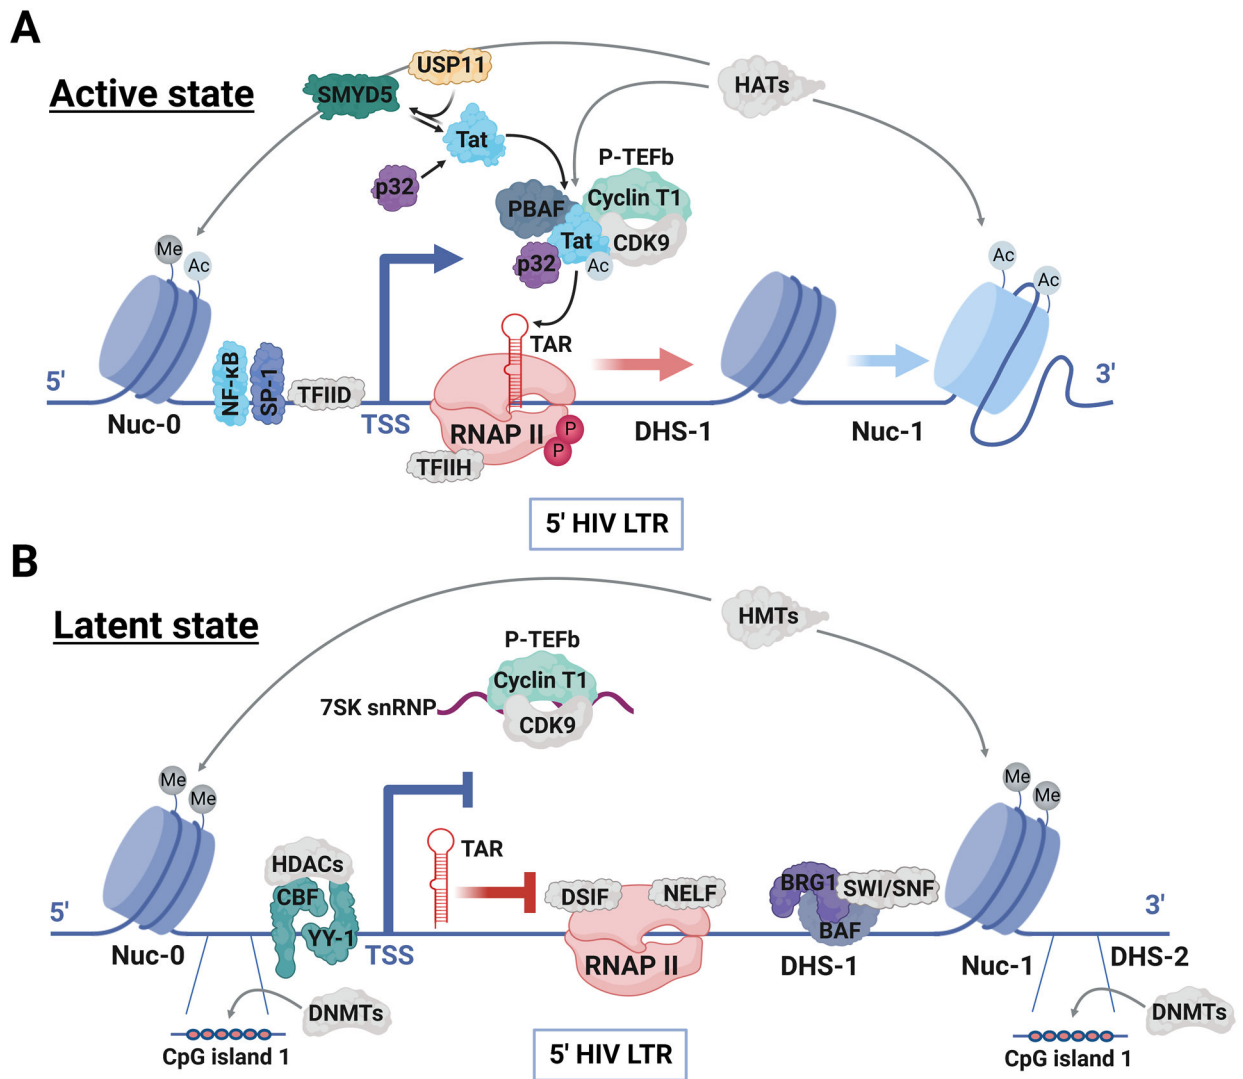 A
Active state
USP11
SMYD5
HATs
Tat
p32
P-TEFb
Cyclin T1
PBAF
Tat
CDK9
p32
Ac
Me
Ac
Ac
Ac
TAR
5'
NF-κB
SP-1
TFIID
3'
Nuc-0
TSS
RNAP II
P
P
DHS-1
Nuc-1
TFIIH
5' HIV LTR
B
Latent state
HMTs
P-TEFb
Cyclin T1
7SK snRNP
CDK9
Me
Me
Me
Me
TAR
HDACs
CBF
YY-1
DSIF
NELF
BRG1
SWI/SNF
BAF
5'
3'
Nuc-0
TSS
RNAP II
DHS-1
Nuc-1
DHS-2
DNMTs
DNMTs
CpG island 1
CpG island 1
5' HIV LTR